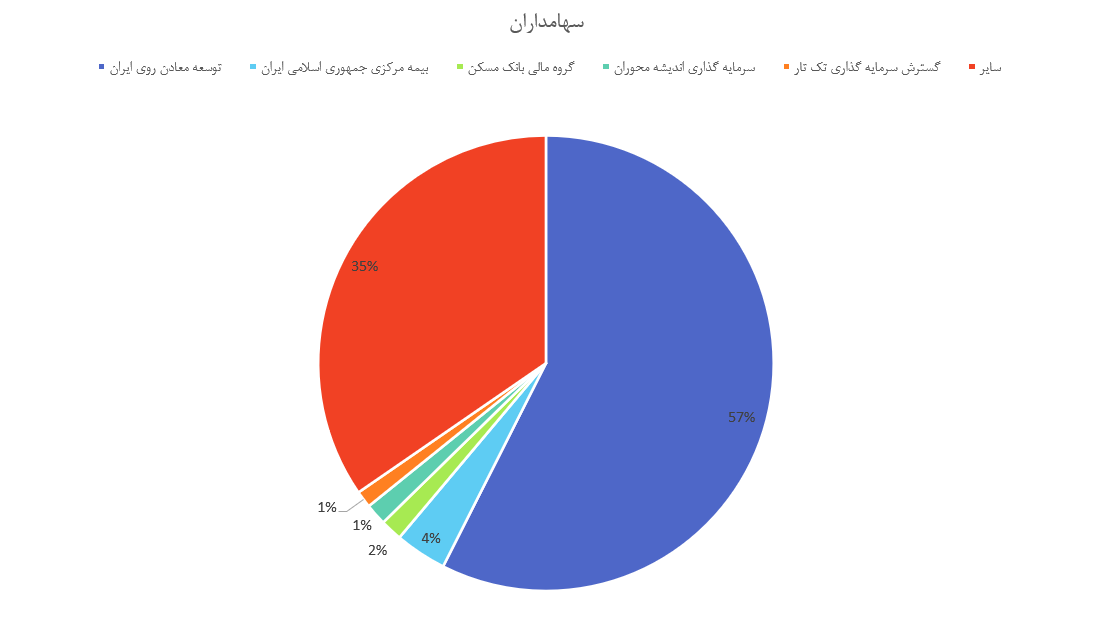 سهامداران
توسعه معادن روی ایران
بیمه مرکزی جمهوری اسلامی ایران
گروه مالی بانک مسکن
سرمایه گذاری اندیشه محوران
گسترش سرمایه گذاری تک تار
سایر
35%
57%
1%
1%
4%
2%